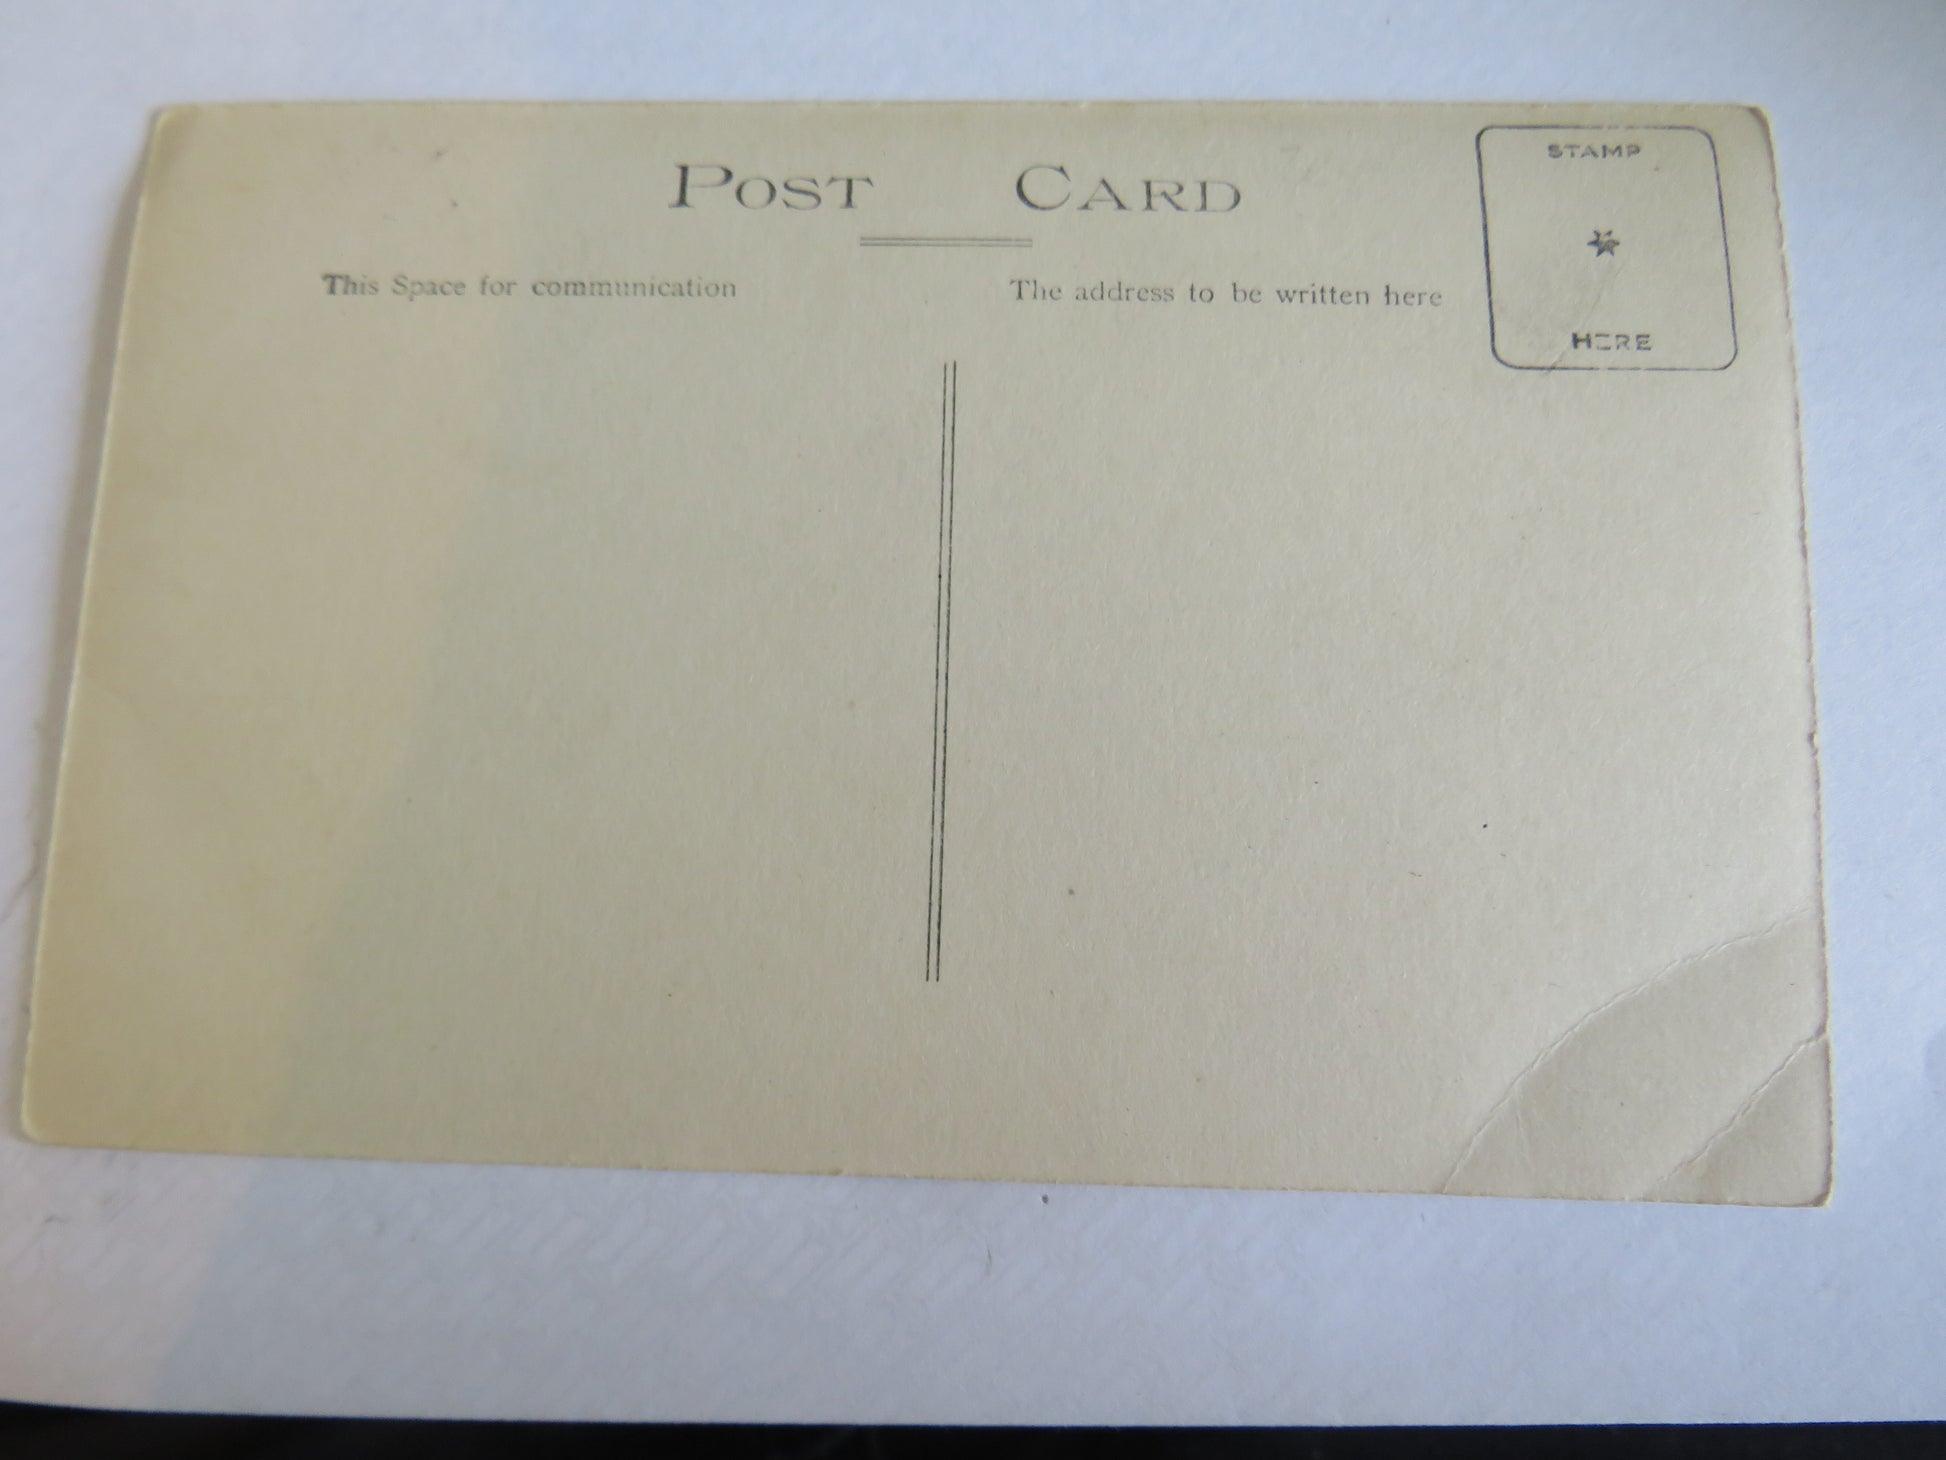 POST CARD
STAMP
HERE
This Space for communication
The address to be written here